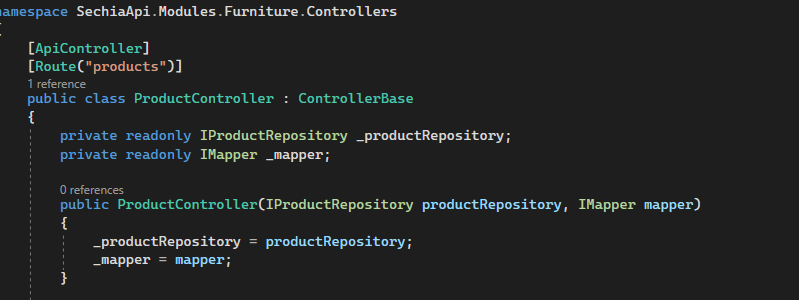 namespace SechiaApi.Modules.Furniture.Controllers
{
[ApiController]
[Route("products")]
1 reference
public class ProductController : ControllerBase
{
private readonly IProductRepository _productRepository;
private readonly IMapper _mapper;
0 references
public ProductController(IProductRepository productRepository, IMapper mapper)
{
_productRepository = productRepository;
_mapper = mapper;
}